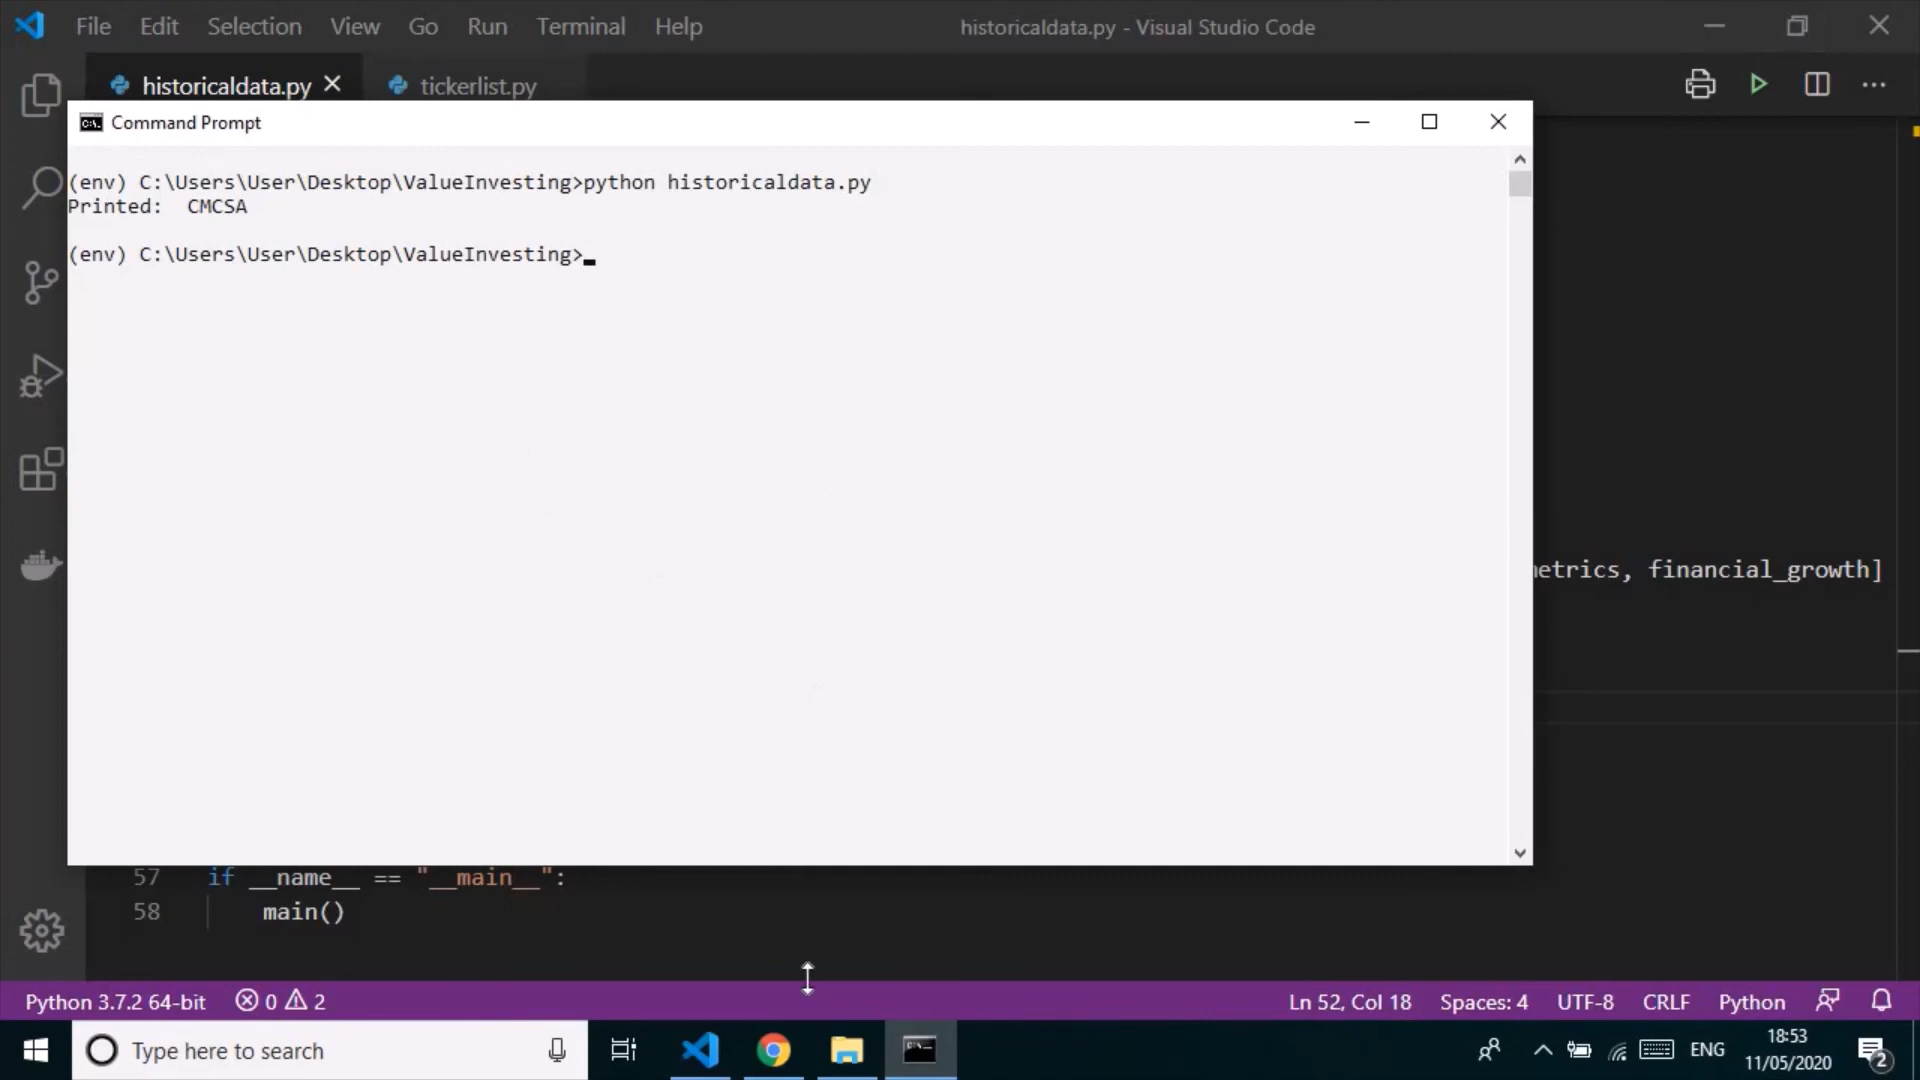 File Edit Selection View Go Run Terminal Help historicaldata.py - Visual Studio Code
historicaldata.py tickerlist.py
Command Prompt
(env) C:\Users\User\Desktop\ValueInvesting>python historicaldata.py
Printed:  CMCSA
(env) C:\Users\User\Desktop\ValueInvesting>
etrics, financial_growth]
57 if __name__ == "__main__":
58 main()
Python 3.7.2 64-bit 0 2 Ln 52, Col 18 Spaces: 4 UTF-8 CRLF Python
Type here to search ENG 18:53
11/05/2020 2